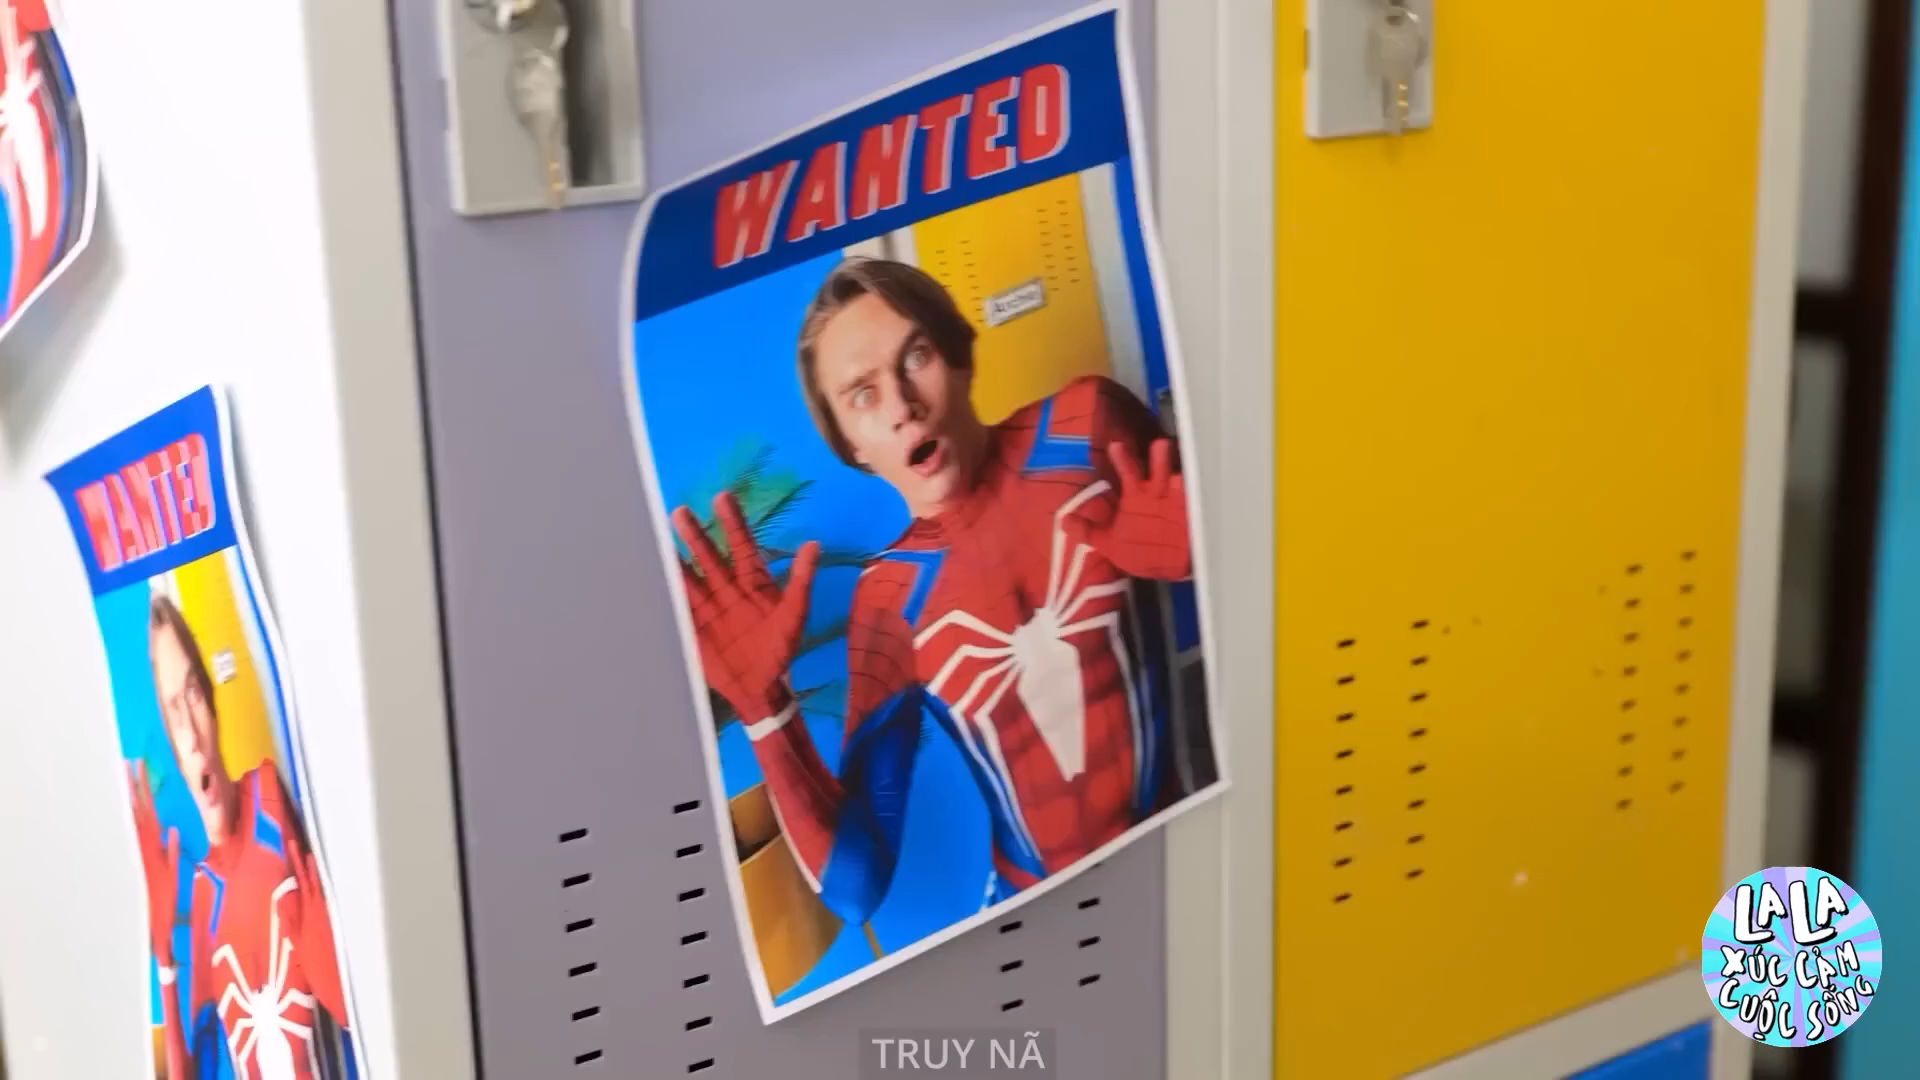 WANTED
WANTED
TRUY NÃ
LA LA
XÚC CẢM
CUỘC SỐNG